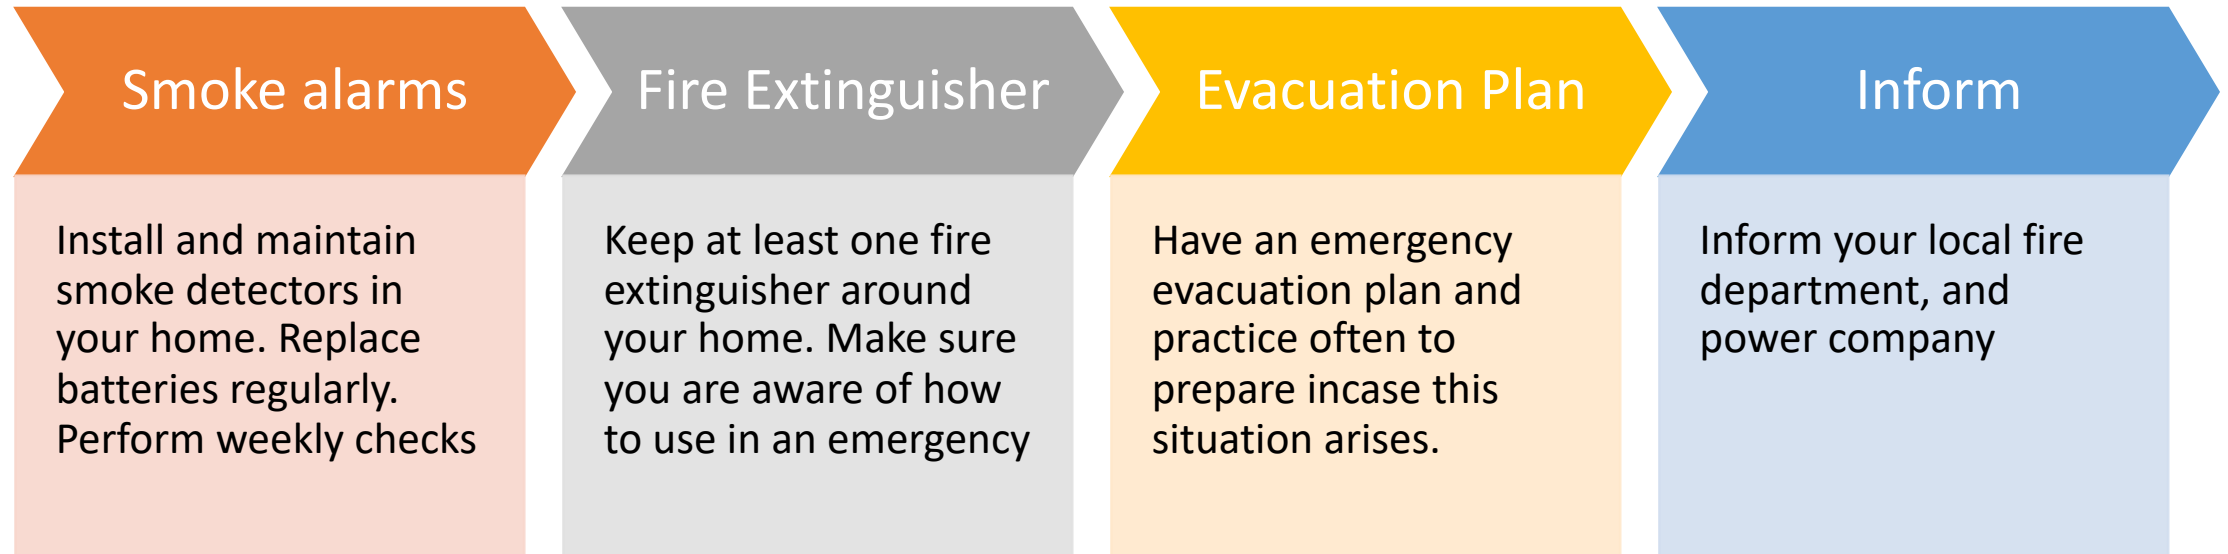 Smoke alarms
Install and maintain
smoke detectors in
your home. Replace
batteries regularly.
Perform weekly checks
Fire Extinguisher
Keep at least one fire
extinguisher around
your home. Make sure
you are aware of how
to use in an emergency
Evacuation Plan
Have an emergency
evacuation plan and
practice often to
prepare incase this
situation arises.
Inform
Inform your local fire
department, and
power company